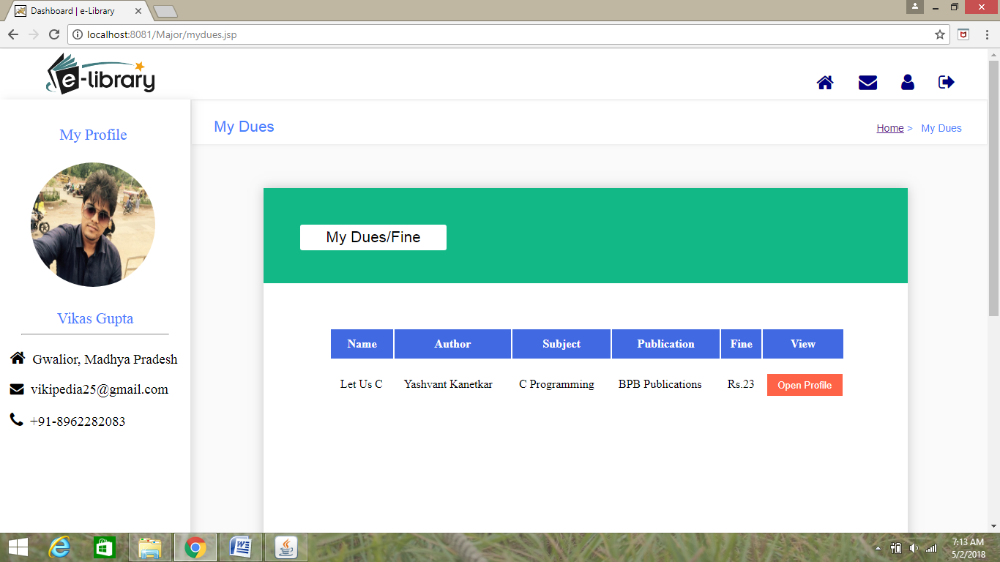 Dashboard | e-Library
localhost:8081/Major/mydues.jsp
e-library
My Profile
Vikas Gupta
Gwalior, Madhya Pradesh
vikipedia25@gmail.com
+91-8962282083
My Dues
Home > My Dues
My Dues/Fine
Name Author Subject Publication Fine View
Let Us C Yashvant Kanetkar C Programming BPB Publications Rs.23 Open Profile
7:13 AM
5/2/2018